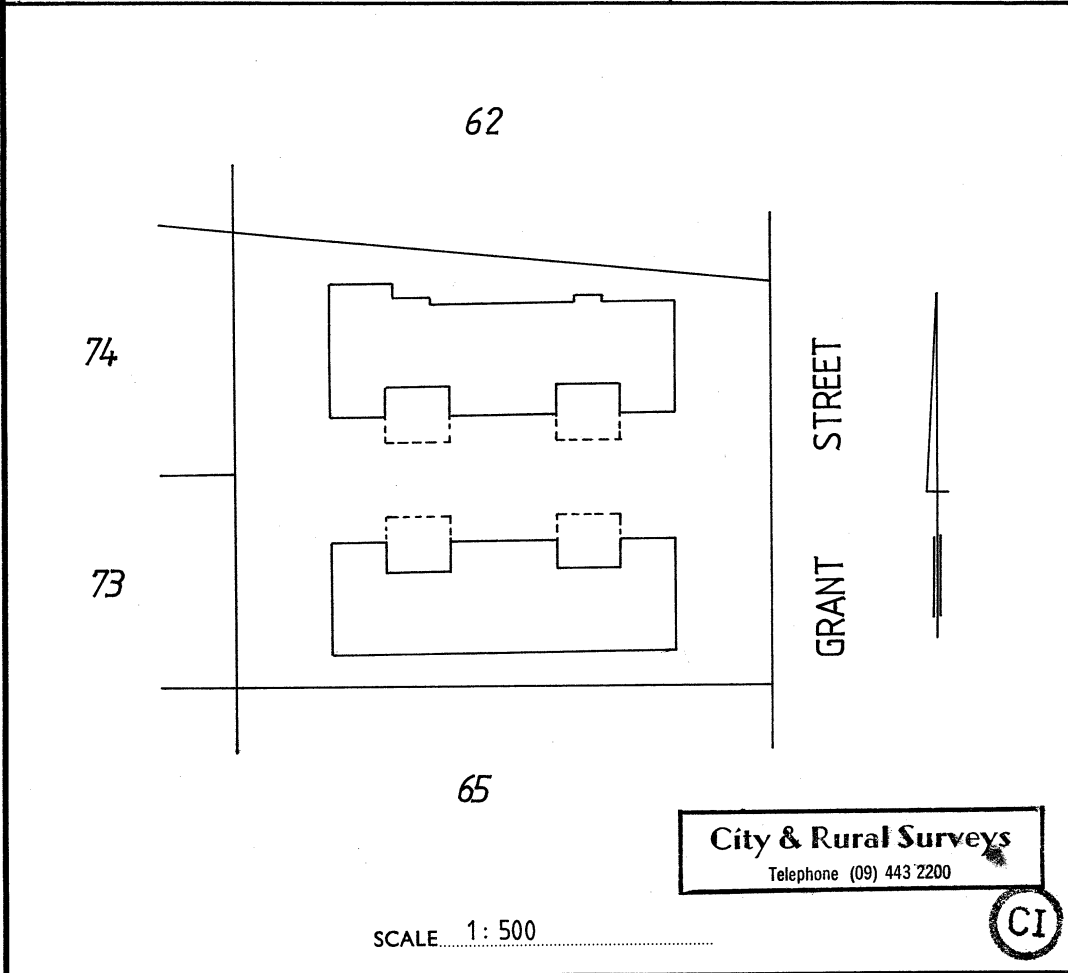 62
74
STREET
73
GRANT
65
City & Rural Surveys
Telephone (09) 443 2200
CI
SCALE 1: 500